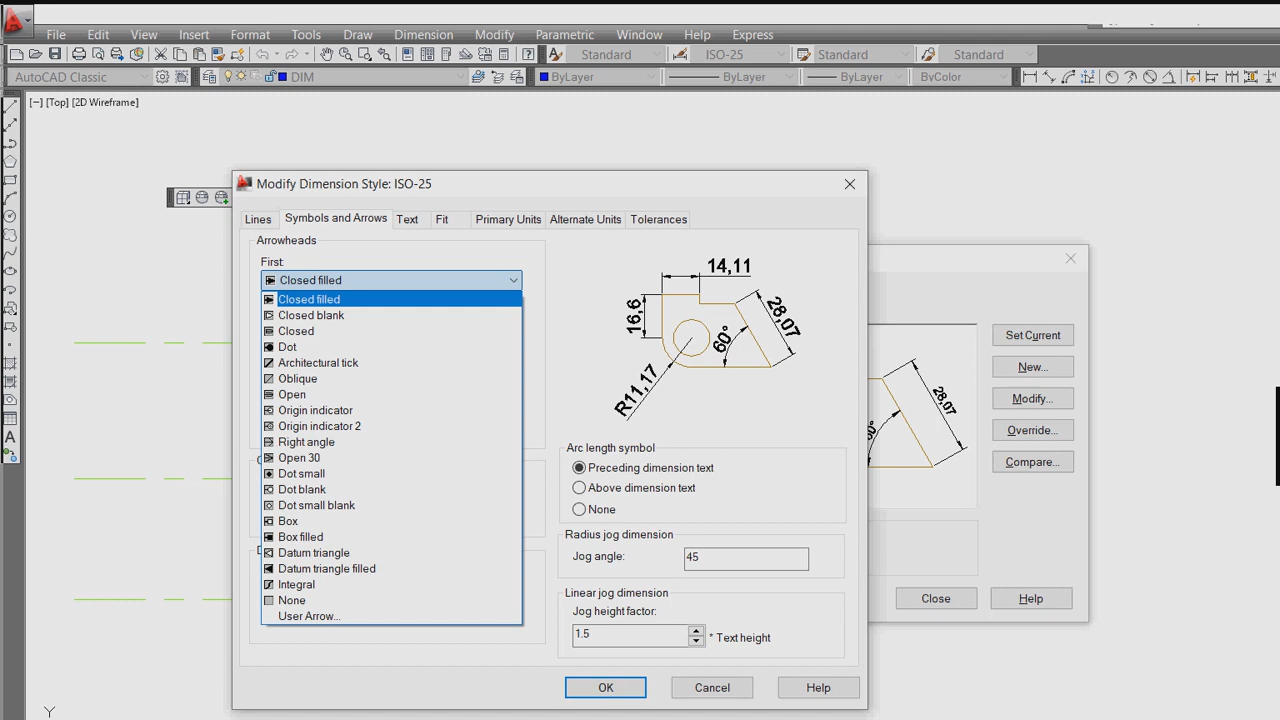 File Edit View Insert Format Tools Draw Dimension Modify Parametric Window Help Express
Standard ISO-25 Standard Standard
AutoCAD Classic DIM ByLayer ByLayer ByLayer ByColor
[−] [Top] [2D Wireframe]
Modify Dimension Style: ISO-25
Lines Symbols and Arrows Text Fit Primary Units Alternate Units Tolerances
Arrowheads
First:
Closed filled
Closed filled
Closed blank
Closed
Dot
Architectural tick
Oblique
Open
Origin indicator
Origin indicator 2
Right angle
Open 30
Dot small
Dot blank
Dot small blank
Box
Box filled
Datum triangle
Datum triangle filled
Integral
None
User Arrow...
14,11
16,6
28,07
60°
R11,17
Arc length symbol
Preceding dimension text
Above dimension text
None
Radius jog dimension
Jog angle: 45
Linear jog dimension
Jog height factor:
1.5 * Text height
OK Cancel Help
28,07
Set Current
New...
Modify...
Override...
Compare...
Close Help
A
Y